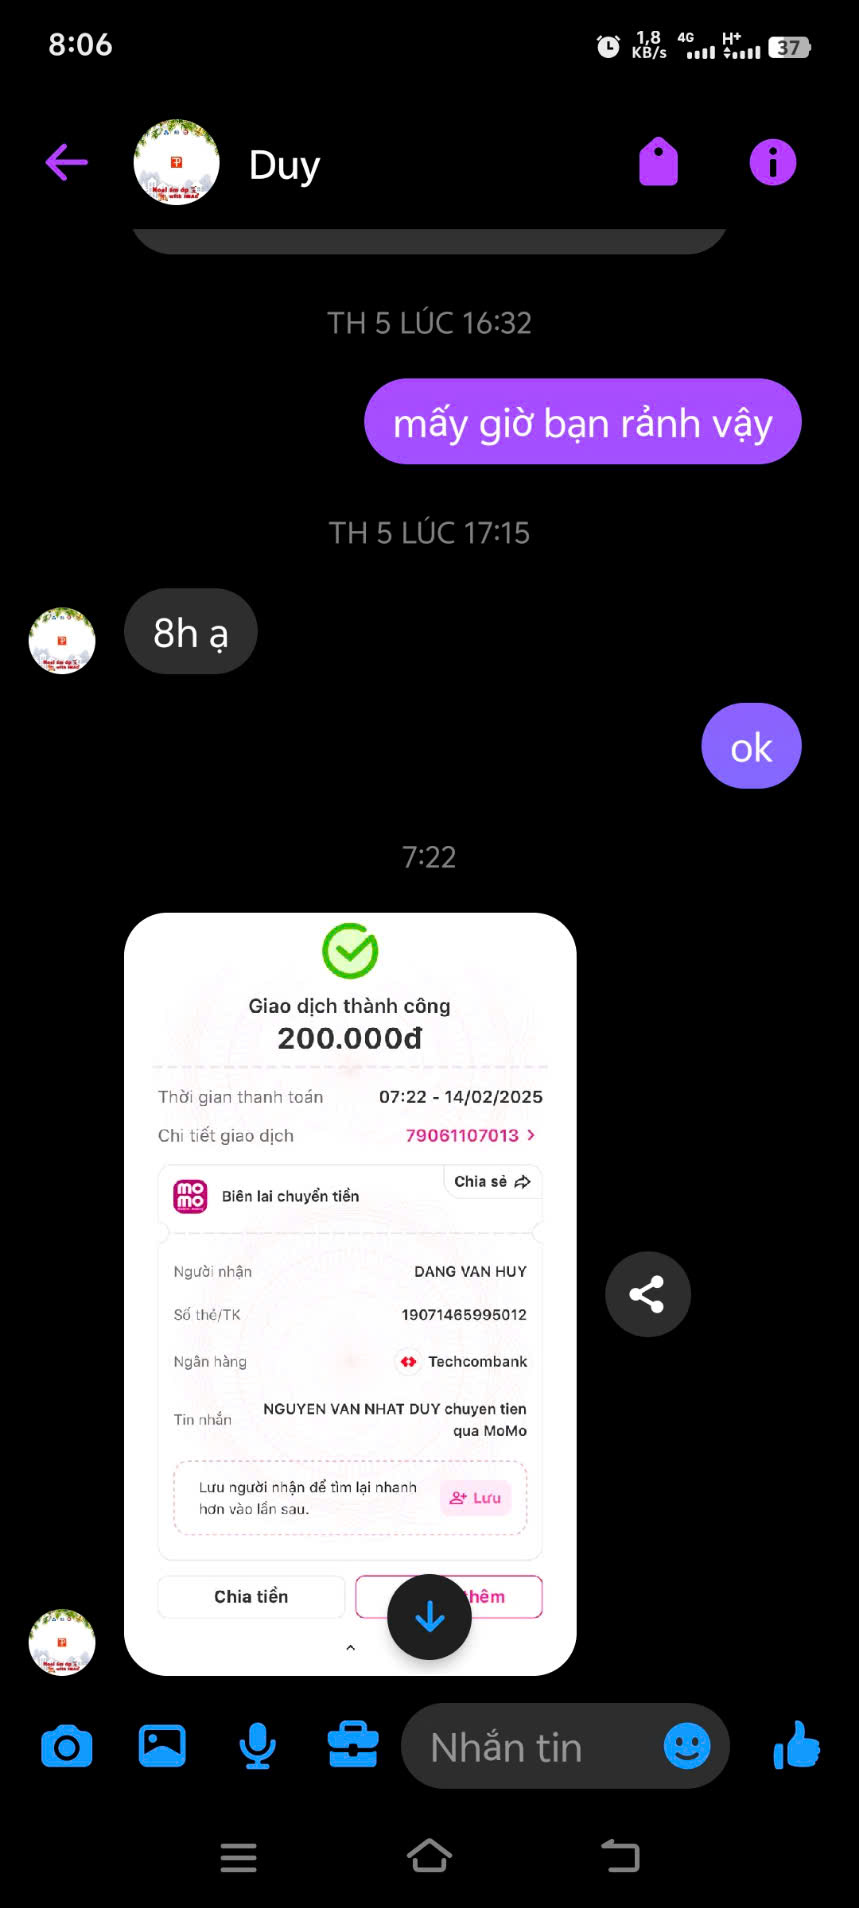 8:06
1,8
KB/s
4G
H+
37
Duy
TH 5 LÚC 16:32
mấy giờ bạn rảnh vậy
TH 5 LÚC 17:15
8h ạ
ok
7:22
Giao dịch thành công
200.000đ
Thời gian thanh toán 07:22 - 14/02/2025
Chi tiết giao dịch 79061107013 >
Chia sẻ
mo
mo
Biên lai chuyển tiền
Người nhận DANG VAN HUY
Số thẻ/TK 19071465995012
Ngân hàng Techcombank
Tin nhắn NGUYEN VAN NHAT DUY chuyen tien
qua MoMo
Lưu người nhận để tìm lại nhanh
hơn vào lần sau.
Lưu
Chia tiền
hêm
Nhắn tin